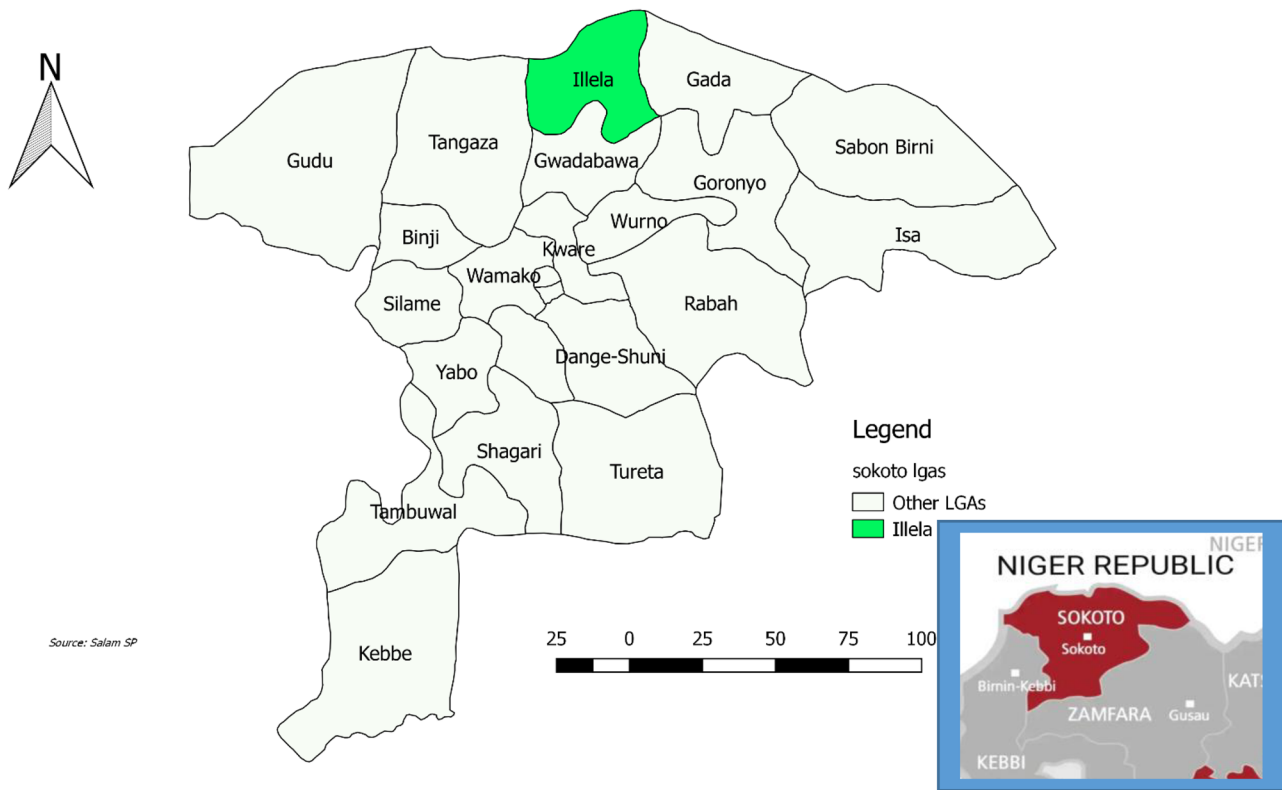 N
Illela
Gada
Gudu
Tangaza
Sabon Birni
Gwadabawa
Goronyo
Binji
Wurno
Isa
Kware
Wamako
Silame
Rabah
Yabo
Dange-Shuni
Shagari
Tureta
Tambuwal
Kebbe
Source: Salam SP
Legend
sokoto lgas
Other LGAs
Illela
25 0 25 50 75 100
NIGER
NIGER REPUBLIC
SOKOTO
Sokoto
Birnin-Kebbi
KATS
ZAMFARA
Gusau
KEBBI